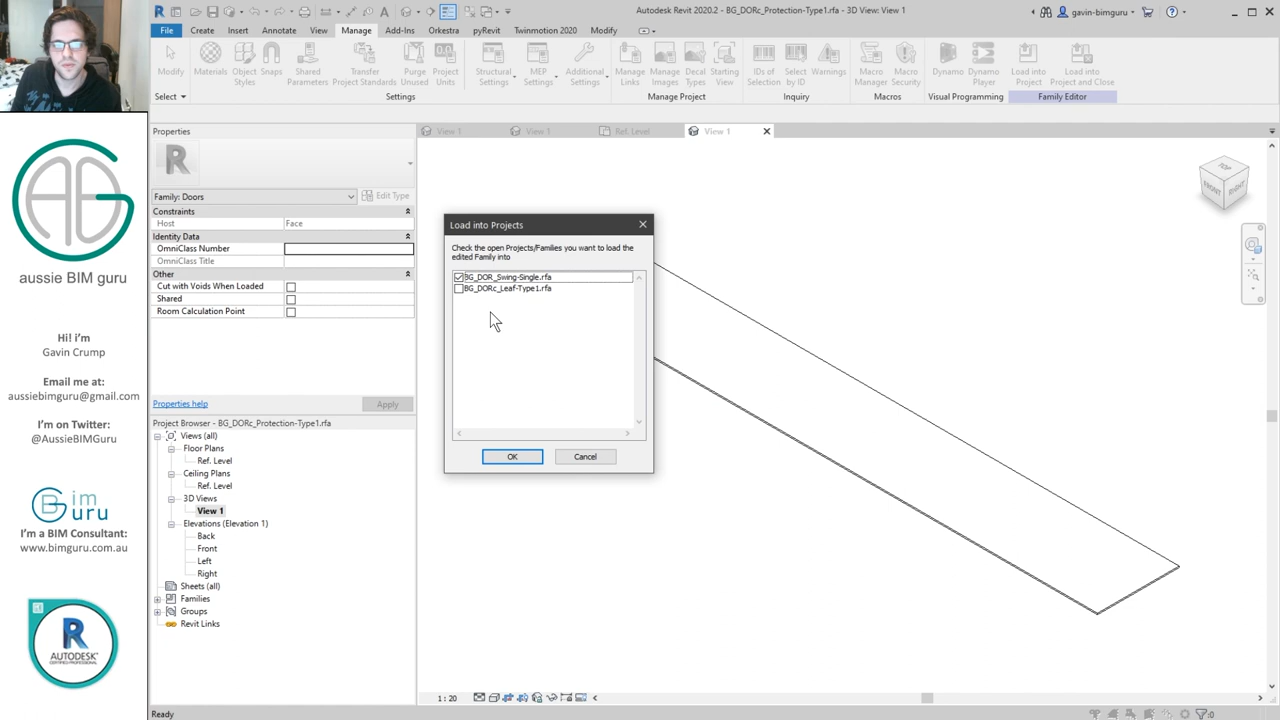 Autodesk Revit 2020.2 - BG_DORc_Protection-Type1.rfa - 3D View: View 1
gavin-bimguru
File
Create
Insert
Annotate
View
Manage
Add-Ins
Orkestra
pyRevit
Twinmotion 2020
Modify
Modify
Materials
Object
Styles
Snaps
Shared
Parameters
Transfer
Project Standards
Purge
Unused
Project
Units
Structural
Settings
MEP
Settings
Additional
Settings
Manage
Links
Manage
Images
Decal
Types
Starting
View
IDs of
Selection
Select
by ID
Warnings
Macro
Manager
Macro
Security
Dynamo
Dynamo
Player
Load into
Project
Load into
Project and Close
Select
Settings
Manage Project
Inquiry
Macros
Visual Programming
Family Editor
AG
aussie BIM guru
Hi! i'm
Gavin Crump
Email me at:
aussiebimguru@gmail.com
I'm on Twitter:
@AussieBIMGuru
Bim
Guru
I'm a BIM Consultant:
www.bimguru.com.au
R
AUTODESK
CERTIFIED PROFESSIONAL
Properties
Family: Doors
Edit Type
Constraints
Host
Face
Identity Data
OmniClass Number
OmniClass Title
Other
Cut with Voids When Loaded
Shared
Room Calculation Point
Properties help
Apply
Project Browser - BG_DORc_Protection-Type1.rfa
Views (all)
Floor Plans
Ref. Level
Ceiling Plans
Ref. Level
3D Views
View 1
Elevations (Elevation 1)
Back
Front
Left
Right
Sheets (all)
Families
Groups
Revit Links
View 1
View 1
Ref. Level
View 1
TOP
FRONT
RIGHT
Load into Projects
Check the open Projects/Families you want to load the
edited Family into
BG_DOR_Swing-Single.rfa
BG_DORc_Leaf-Type1.rfa
OK
Cancel
1 : 20
Ready
:0